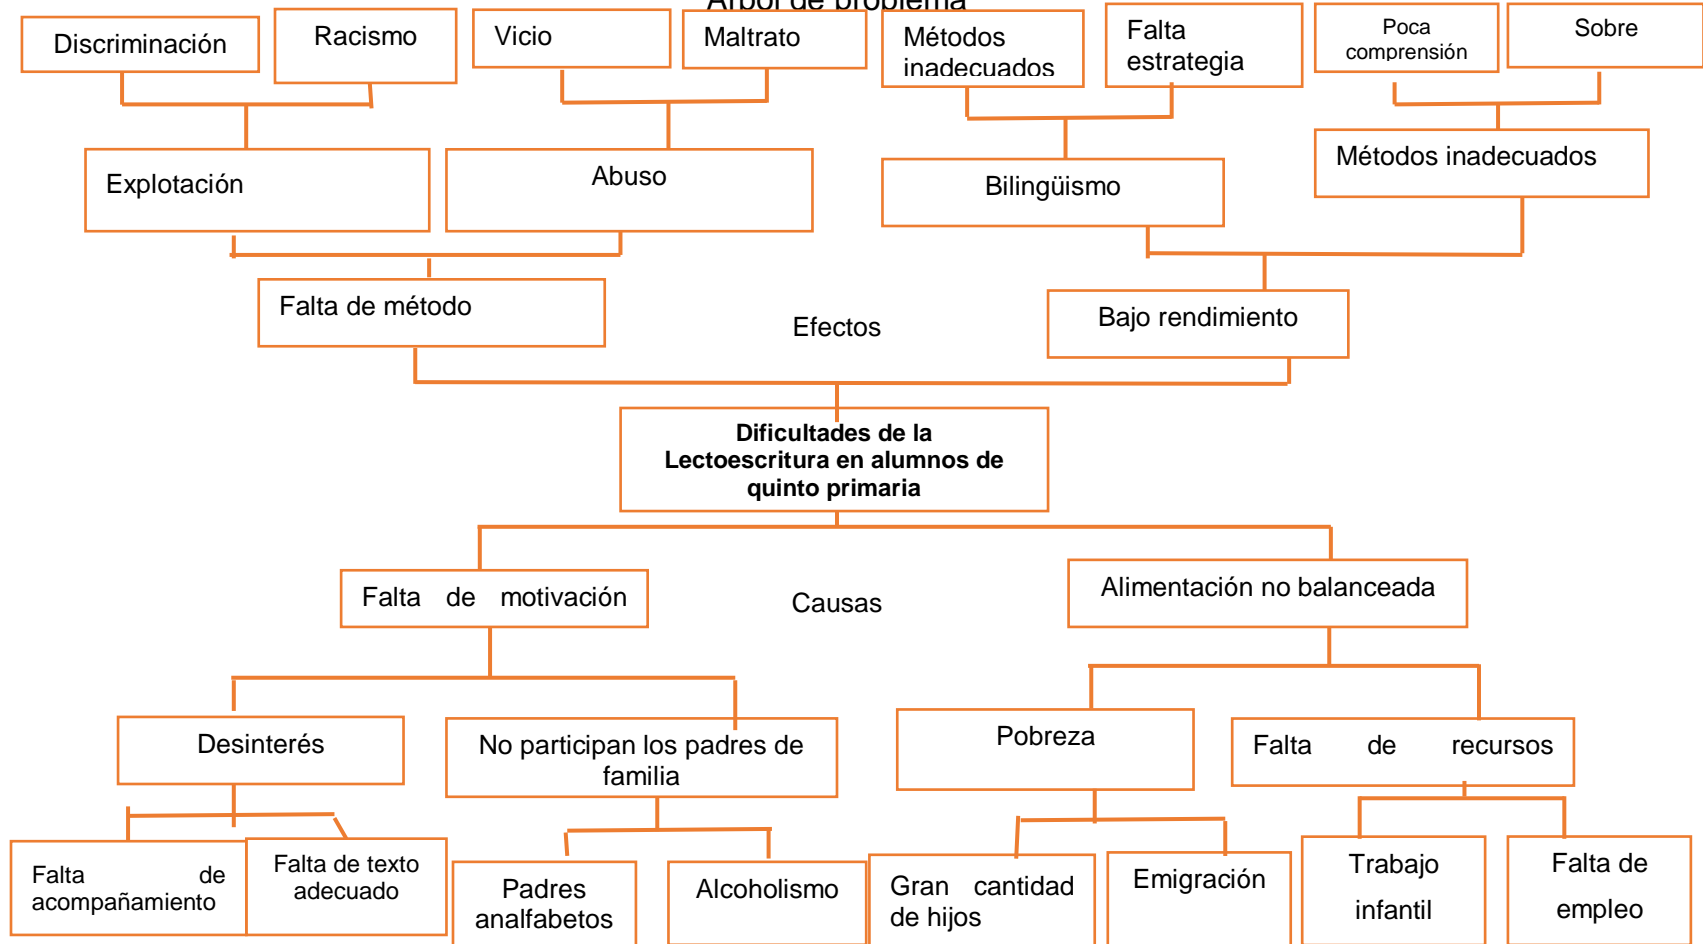 Árbol de problema
Discriminación
Racismo
Vicio
Maltrato
Métodos
inadecuados
Falta
estrategia
Poca
comprensión
Sobre
Explotación
Abuso
Bilingüismo
Métodos inadecuados
Falta de método
Efectos
Bajo rendimiento
Dificultades de la
Lectoescritura en alumnos de
quinto primaria
Falta de motivación
Causas
Alimentación no balanceada
Desinterés
No participan los padres de
familia
Pobreza
Falta de recursos
Falta de
acompañamiento
Falta de texto
adecuado
Padres
analfabetos
Alcoholismo
Gran cantidad
de hijos
Emigración
Trabajo
infantil
Falta de
empleo